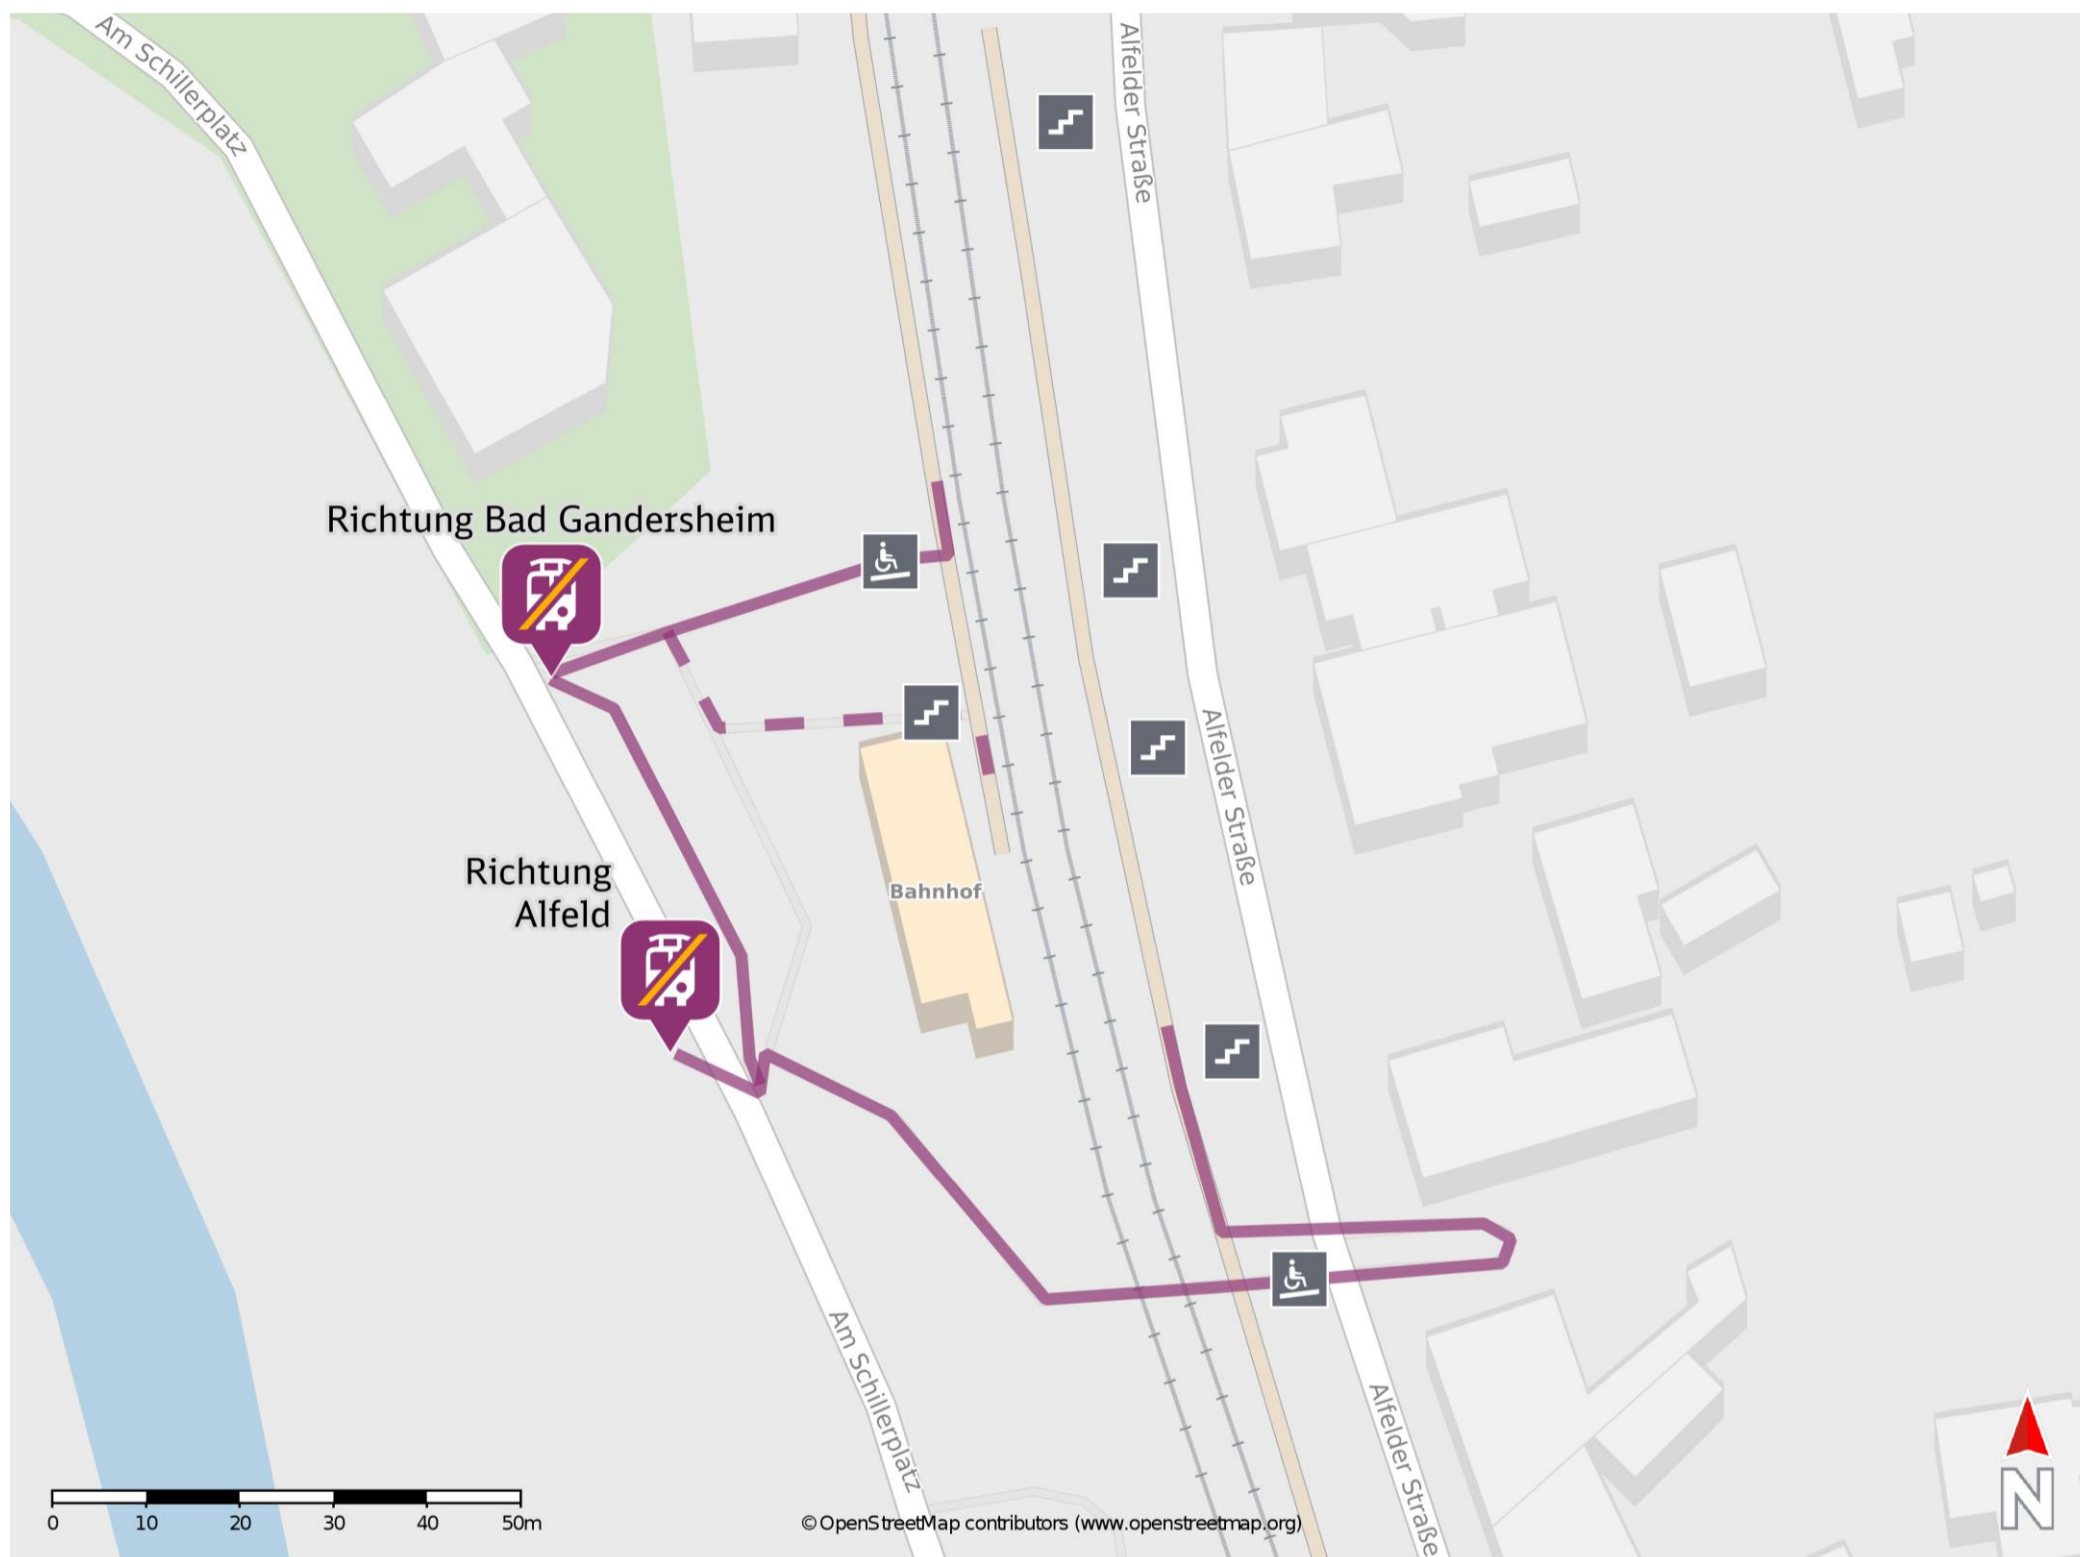 Am Schillerplatz
Alfelder Straße
Richtung Bad Gandersheim
Alfelder Straße
Richtung
Alfeld
Bahnhof
Am Schillerplatz
Alfelder Straße
0 10 20 30 40 50m
© OpenStreetMap contributors (www.openstreetmap.org)
N